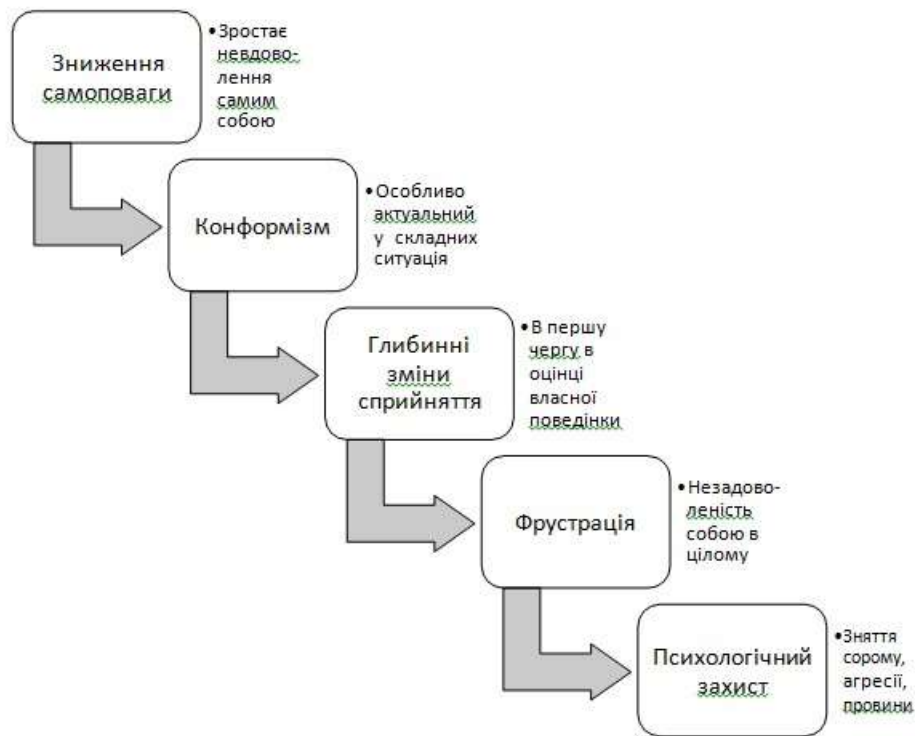 Зниження
самоповаги
•Зростає
невдово-
лення
самим
собою
Конформізм
•Особливо
актуальний
у складних
ситуація
Глибинні
зміни
сприйняття
•В першу
чергу в
оцінці
власної
поведінки
Фрустрація
•Незадово-
леність
собою в
цілому
Психологічний
захист
•Зняття
сорому,
агресії,
провини